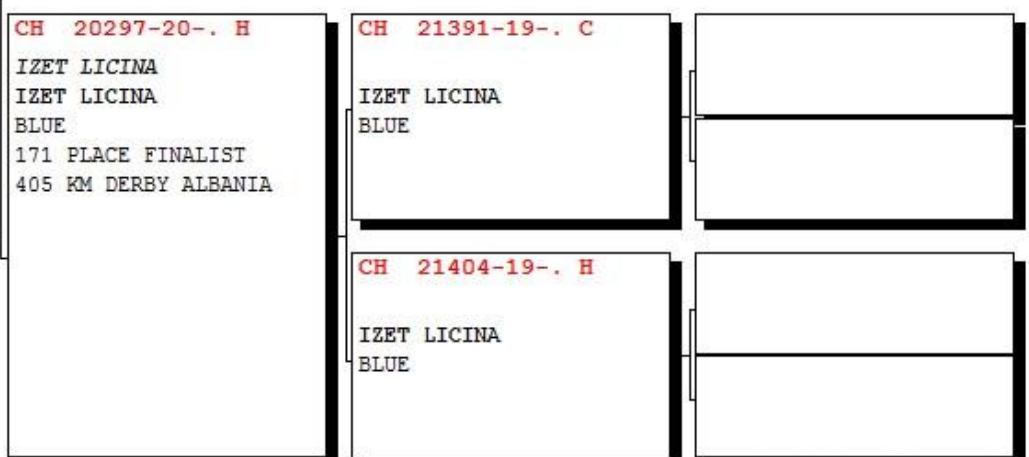 CH 20297-20-. H
IZET LICINA
IZET LICINA
BLUE
171 PLACE FINALIST
405 KM DERBY ALBANIA
CH 21391-19-. C
IZET LICINA
BLUE
CH 21404-19-. H
IZET LICINA
BLUE